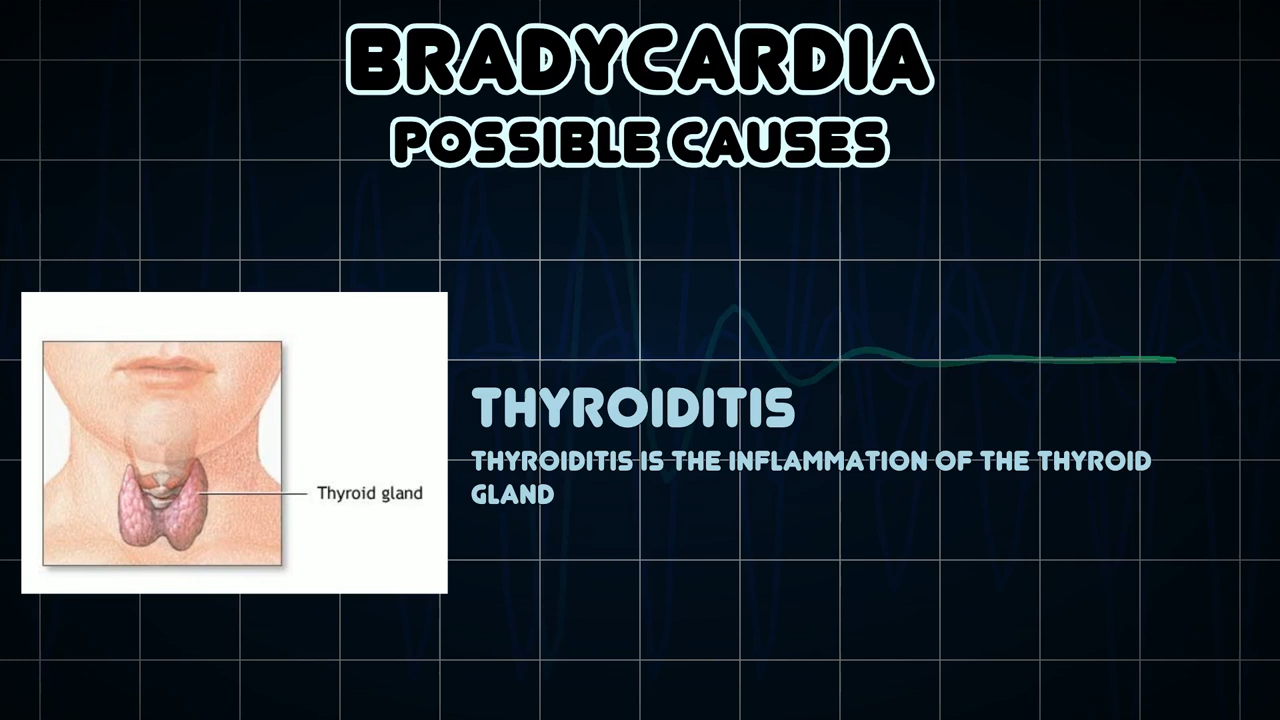 BRADYCARDIA
POSSIBLE CAUSES
Thyroid gland
THYROIDITIS
THYROIDITIS IS THE INFLAMMATION OF THE THYROID
GLAND